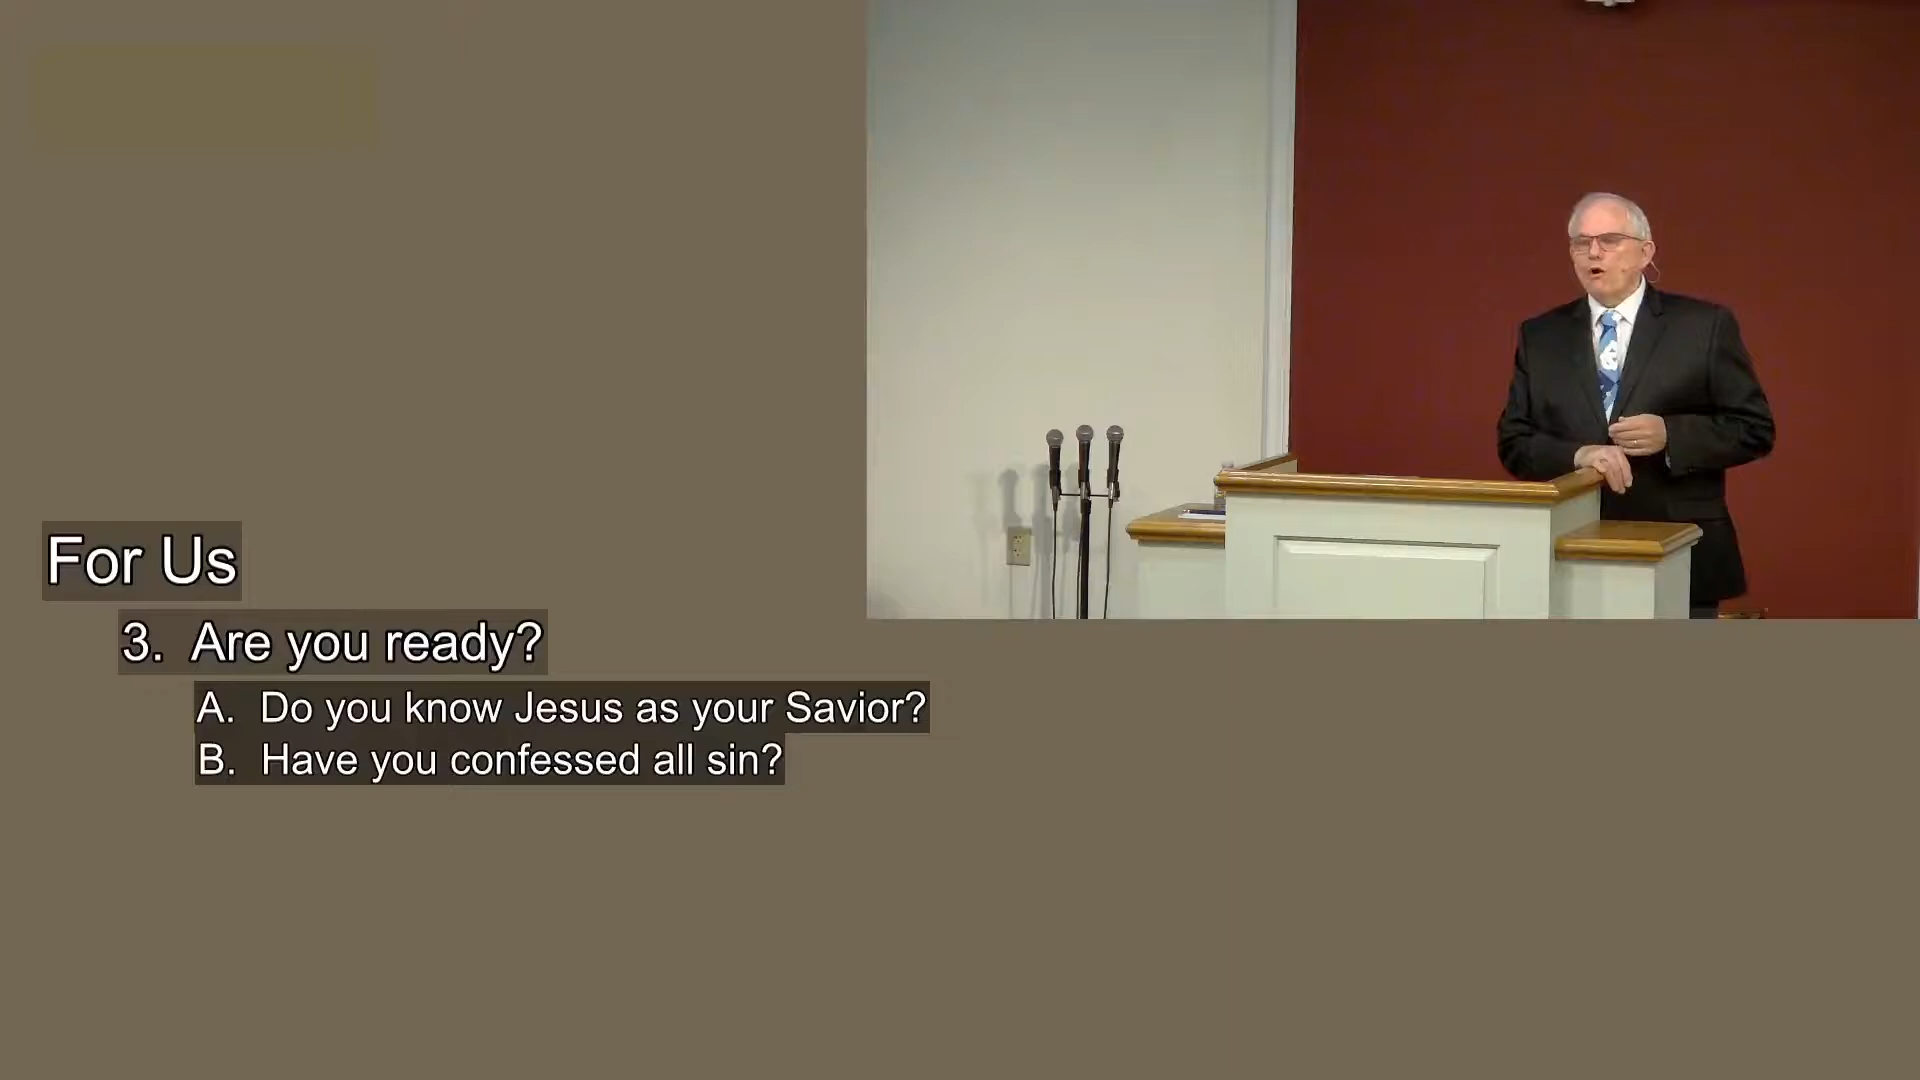 For Us
3. Are you ready?
A. Do you know Jesus as your Savior?
B. Have you confessed all sin?